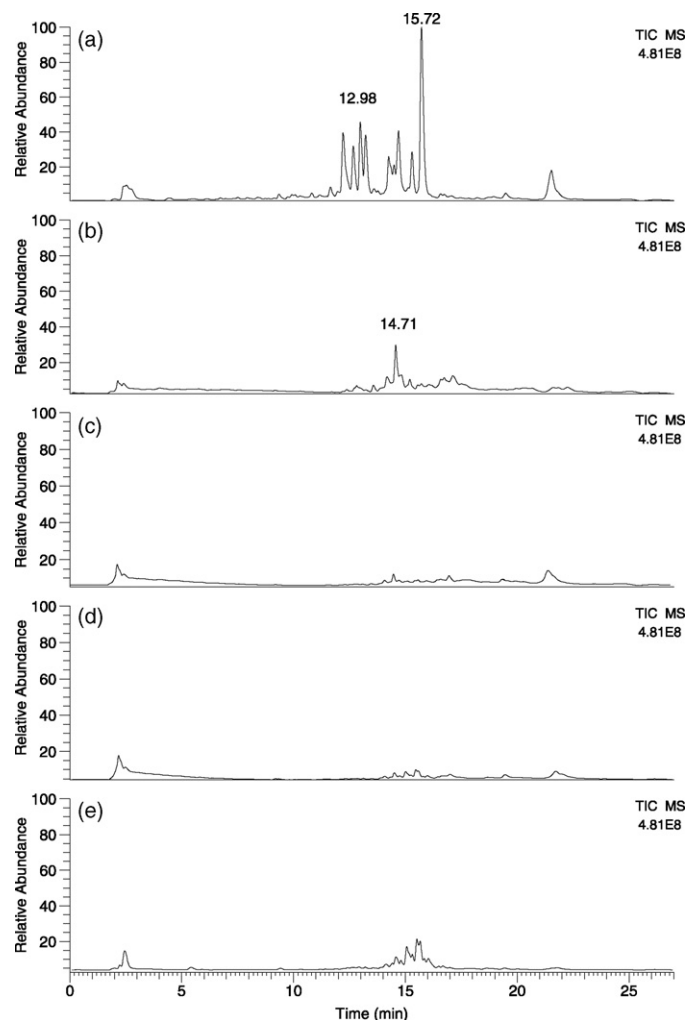 (a)
15.72
12.98
TIC MS
4.81E8
Relative Abundance
100
80
60
40
20
(b)
14.71
TIC MS
4.81E8
Relative Abundance
100
80
60
40
20
(c)
TIC MS
4.81E8
Relative Abundance
100
80
60
40
20
(d)
TIC MS
4.81E8
Relative Abundance
100
80
60
40
20
(e)
TIC MS
4.81E8
Relative Abundance
100
80
60
40
20
0 5 10 15 20 25
Time (min)